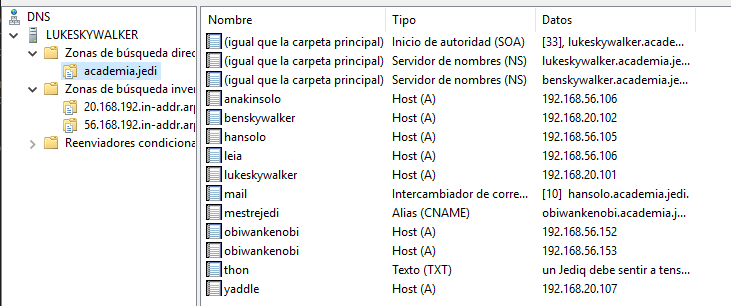 DNS
LUKESKYWALKER
Zonas de búsqueda direc
academia.jedi
Zonas de búsqueda inver
20.168.192.in-addr.arp
56.168.192.in-addr.arp
Reenviadores condiciona
Nombre Tipo Datos
(igual que la carpeta principal) Inicio de autoridad (SOA) [33], lukeskywalker.acade...
(igual que la carpeta principal) Servidor de nombres (NS) lukeskywalker.academia.je...
(igual que la carpeta principal) Servidor de nombres (NS) benskywalker.academia.je...
anakinsolo Host (A) 192.168.56.106
benskywalker Host (A) 192.168.20.102
hansolo Host (A) 192.168.56.105
leia Host (A) 192.168.56.106
lukeskywalker Host (A) 192.168.20.101
mail Intercambiador de corre... [10] hansolo.academia.jedi.
mestrejedi Alias (CNAME) obiwankenobi.academia.j...
obiwankenobi Host (A) 192.168.56.152
obiwankenobi Host (A) 192.168.56.153
thon Texto (TXT) un Jediq debe sentir a tens...
yaddle Host (A) 192.168.20.107